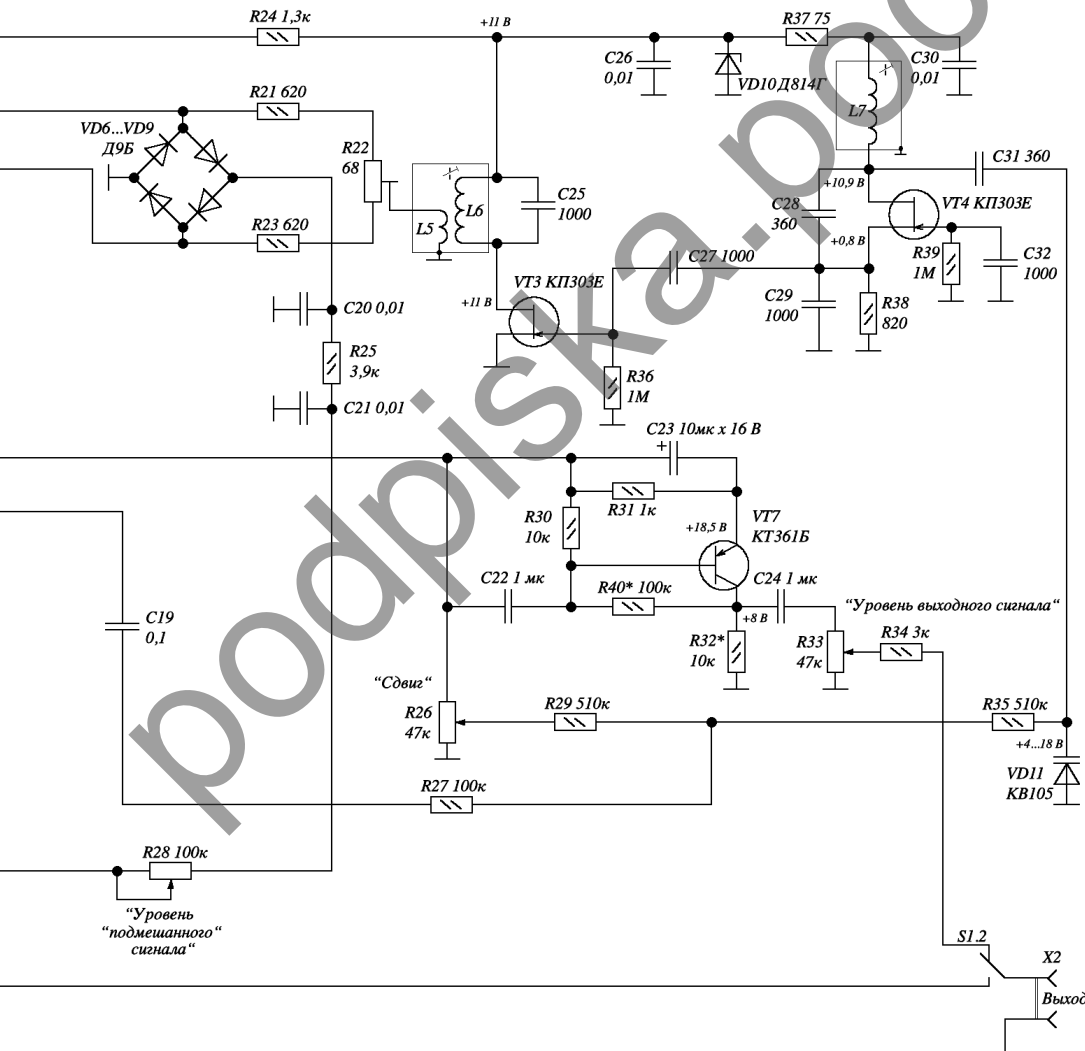 R24 1,3к
+11 В
R37 75
C26
0,01
VD10 Д814Г
C30
0,01
R21 620
VD6...VD9
Д9Б
R22
68
L7
C31 360
+10,9 В
VT4 КП303Е
C25
1000
L5
L6
C28
360
R23 620
+0,8 В
R39
1М
C32
1000
C27 1000
VT3 КП303Е
+11 В
C29
1000
R38
820
C20 0,01
R25
3,9к
R36
1М
C21 0,01
C23 10мк x 16 В
+
R31 1к
R30
10к
+18,5 В
VT7
КТ361Б
C22 1 мк
R40* 100к
C24 1 мк
"Уровень выходного сигнала"
+8 В
C19
0,1
R32*
10к
R33
47к
R34 3к
"Сдвиг"
R26
47к
R29 510к
R35 510к
+4...18 В
VD11
КВ105
R27 100к
R28 100к
"Уровень
"подмешанного"
сигнала"
S1.2
X2
Выход
podpiska.po